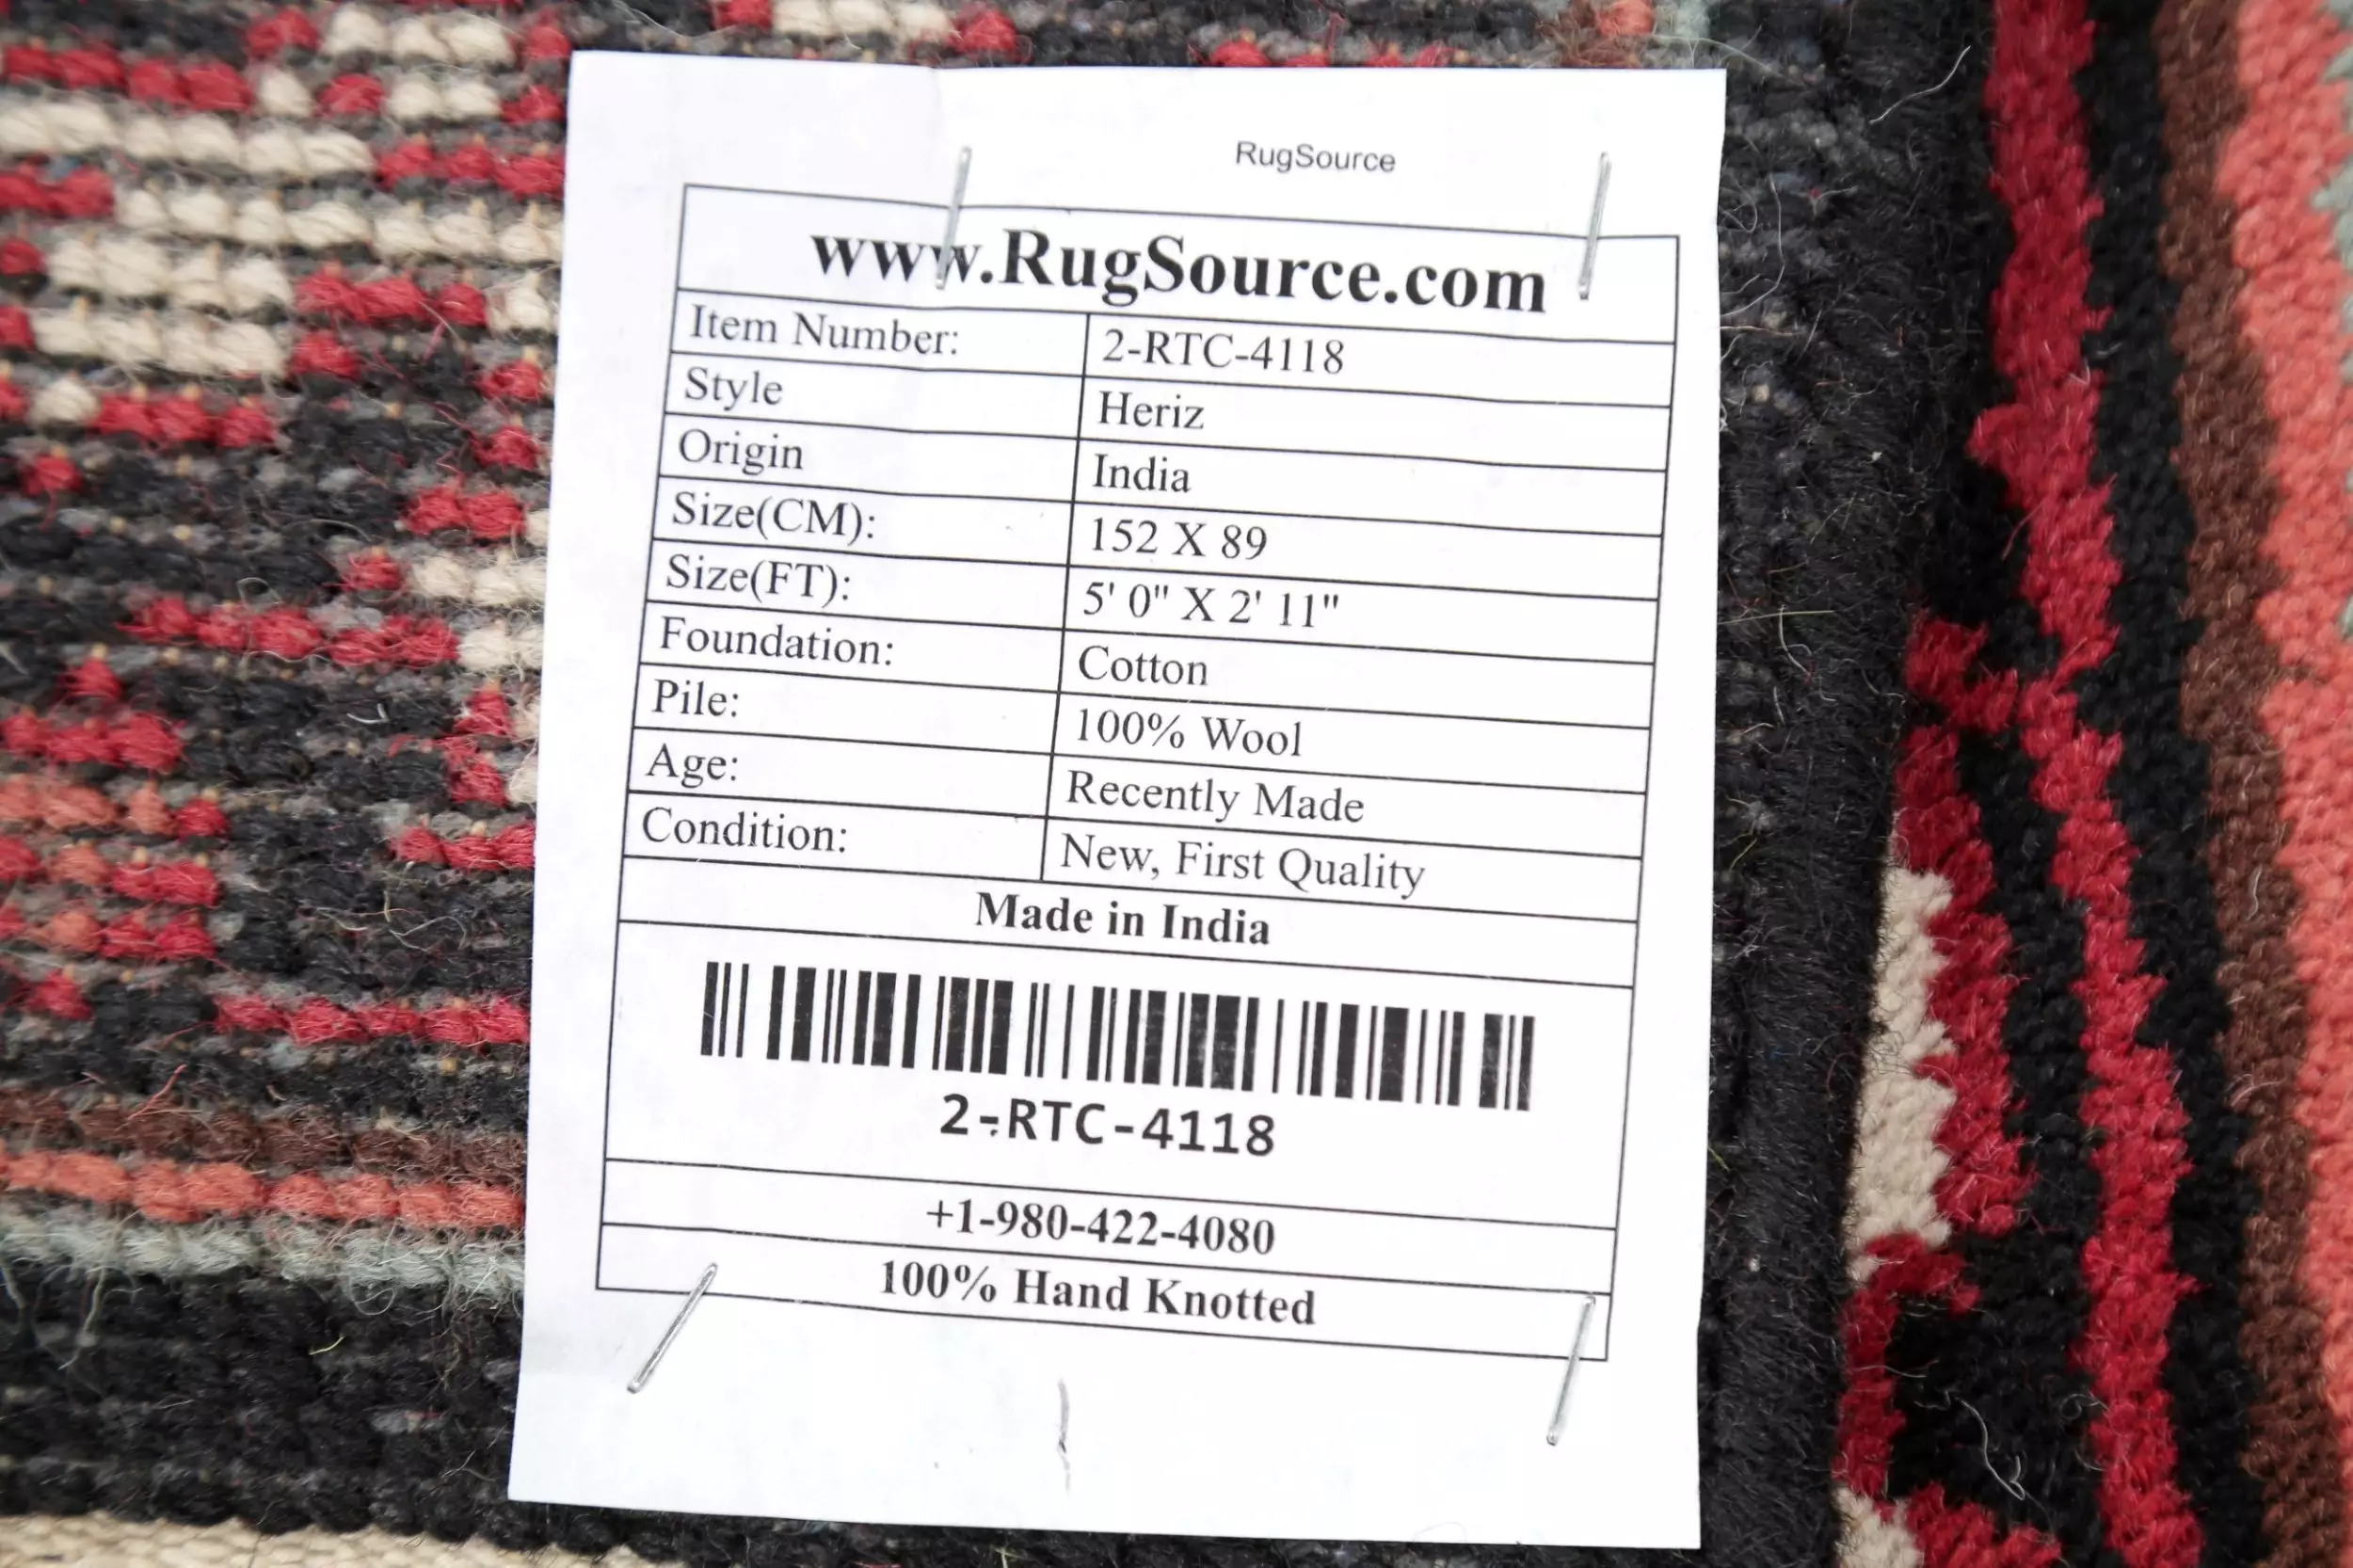 RugSource
www.RugSource.com
Item Number: 2-RTC-4118
Style Heriz
Origin India
Size(CM): 152 X 89
Size(FT): 5' 0" X 2' 11"
Foundation: Cotton
Pile: 100% Wool
Age: Recently Made
Condition: New, First Quality
Made in India
2-RTC-4118
+1-980-422-4080
100% Hand Knotted